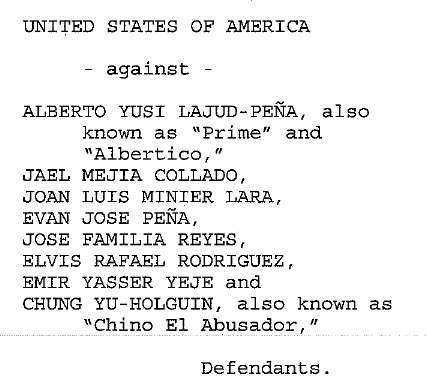 UNITED STATES OF AMERICA
- against -
ALBERTO YUSI LAJUD-PEÑA, also
known as "Prime" and
"Albertico,"
JAEL MEJIA COLLADO,
JOAN LUIS MINIER LARA,
EVAN JOSE PEÑA,
JOSE FAMILIA REYES,
ELVIS RAFAEL RODRIGUEZ,
EMIR YASSER YEJE and
CHUNG YU-HOLGUIN, also known as
"Chino El Abusador,"
Defendants.